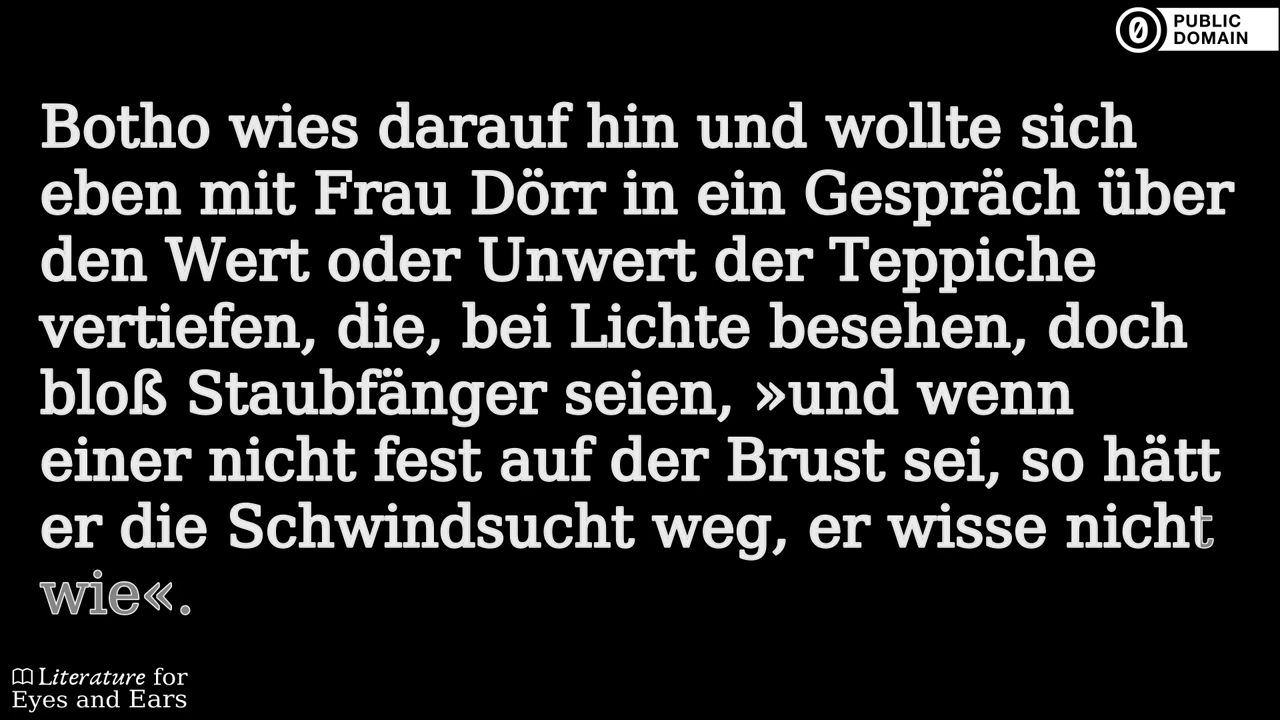 PUBLIC
DOMAIN
Botho wies darauf hin und wollte sich
eben mit Frau Dörr in ein Gespräch über
den Wert oder Unwert der Teppiche
vertiefen, die, bei Lichte besehen, doch
bloß Staubfänger seien, »und wenn
einer nicht fest auf der Brust sei, so hätt
er die Schwindsucht weg, er wisse nicht
wie«.
Literature for
Eyes and Ears